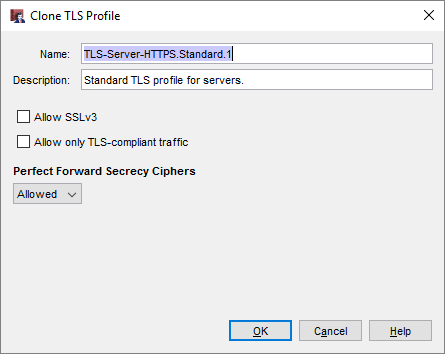 Clone TLS Profile
Name: TLS-Server-HTTPS.Standard.1
Description: Standard TLS profile for servers.
Allow SSLv3
Allow only TLS-compliant traffic
Perfect Forward Secrecy Ciphers
Allowed
OK Cancel Help